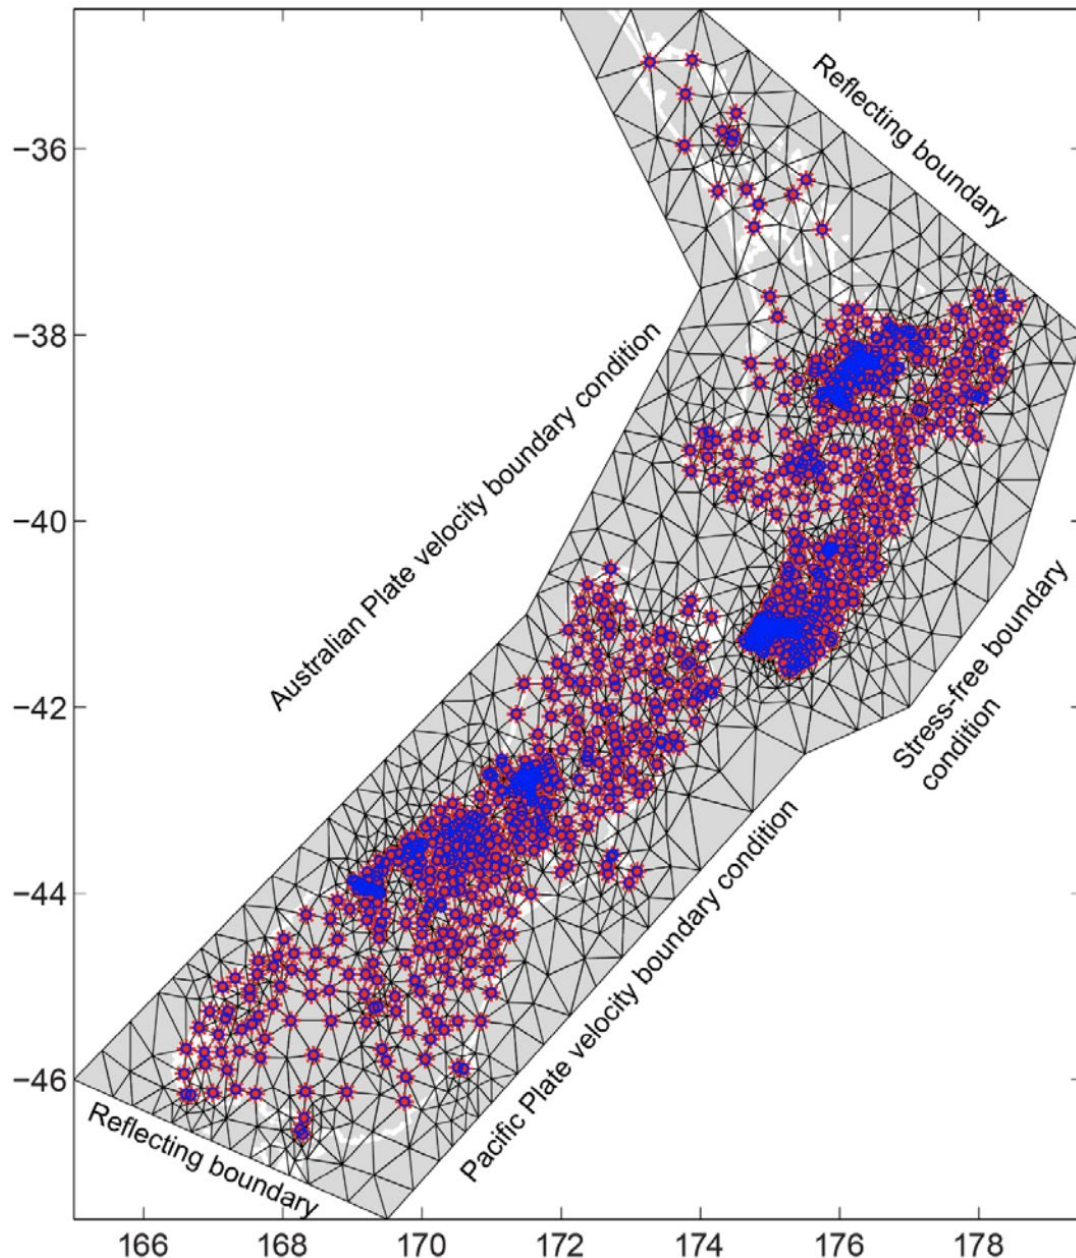 Reflecting boundary
−36
−38
Australian Plate velocity boundary condition
−40
Stress-free boundary
condition
−42
−44
Pacific Plate velocity boundary condition
−46
Reflecting boundary
166 168 170 172 174 176 178